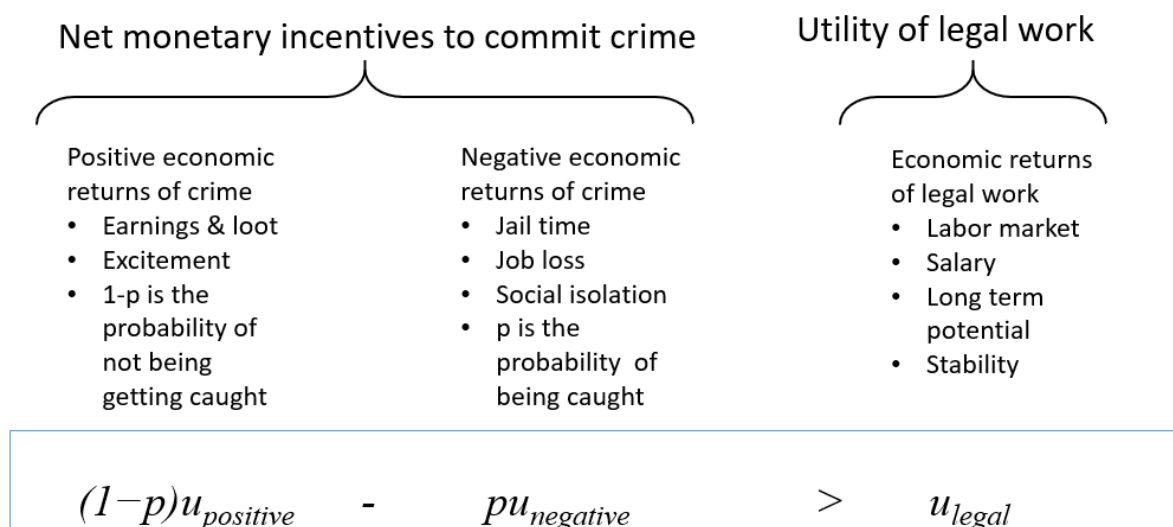 Net monetary incentives to commit crime
Utility of legal work
Positive economic
returns of crime
• Earnings & loot
• Excitement
• 1-p is the
probability of
not being
getting caught
Negative economic
returns of crime
• Jail time
• Job loss
• Social isolation
• p is the
probability of
being caught
Economic returns
of legal work
• Labor market
• Salary
• Long term
potential
• Stability
(1−p)u_positive - pu_negative > u_legal